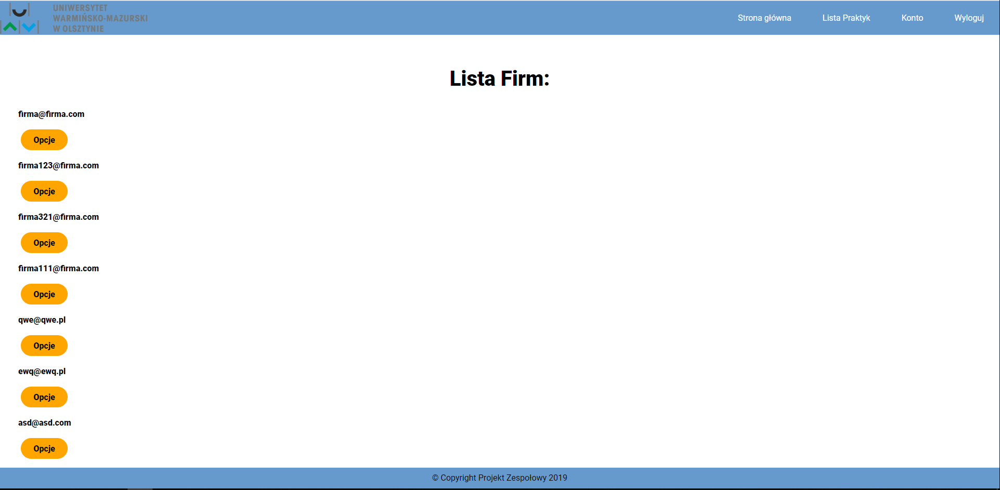 UNIWERSYTET
WARMIŃSKO-MAZURSKI
W OLSZTYNIE
Strona główna
Lista Praktyk
Konto
Wyloguj
Lista Firm:
firma@firma.com
Opcje
firma123@firma.com
Opcje
firma321@firma.com
Opcje
firma111@firma.com
Opcje
qwe@qwe.pl
Opcje
ewq@ewq.pl
Opcje
asd@asd.com
Opcje
© Copyright Projekt Zespołowy 2019